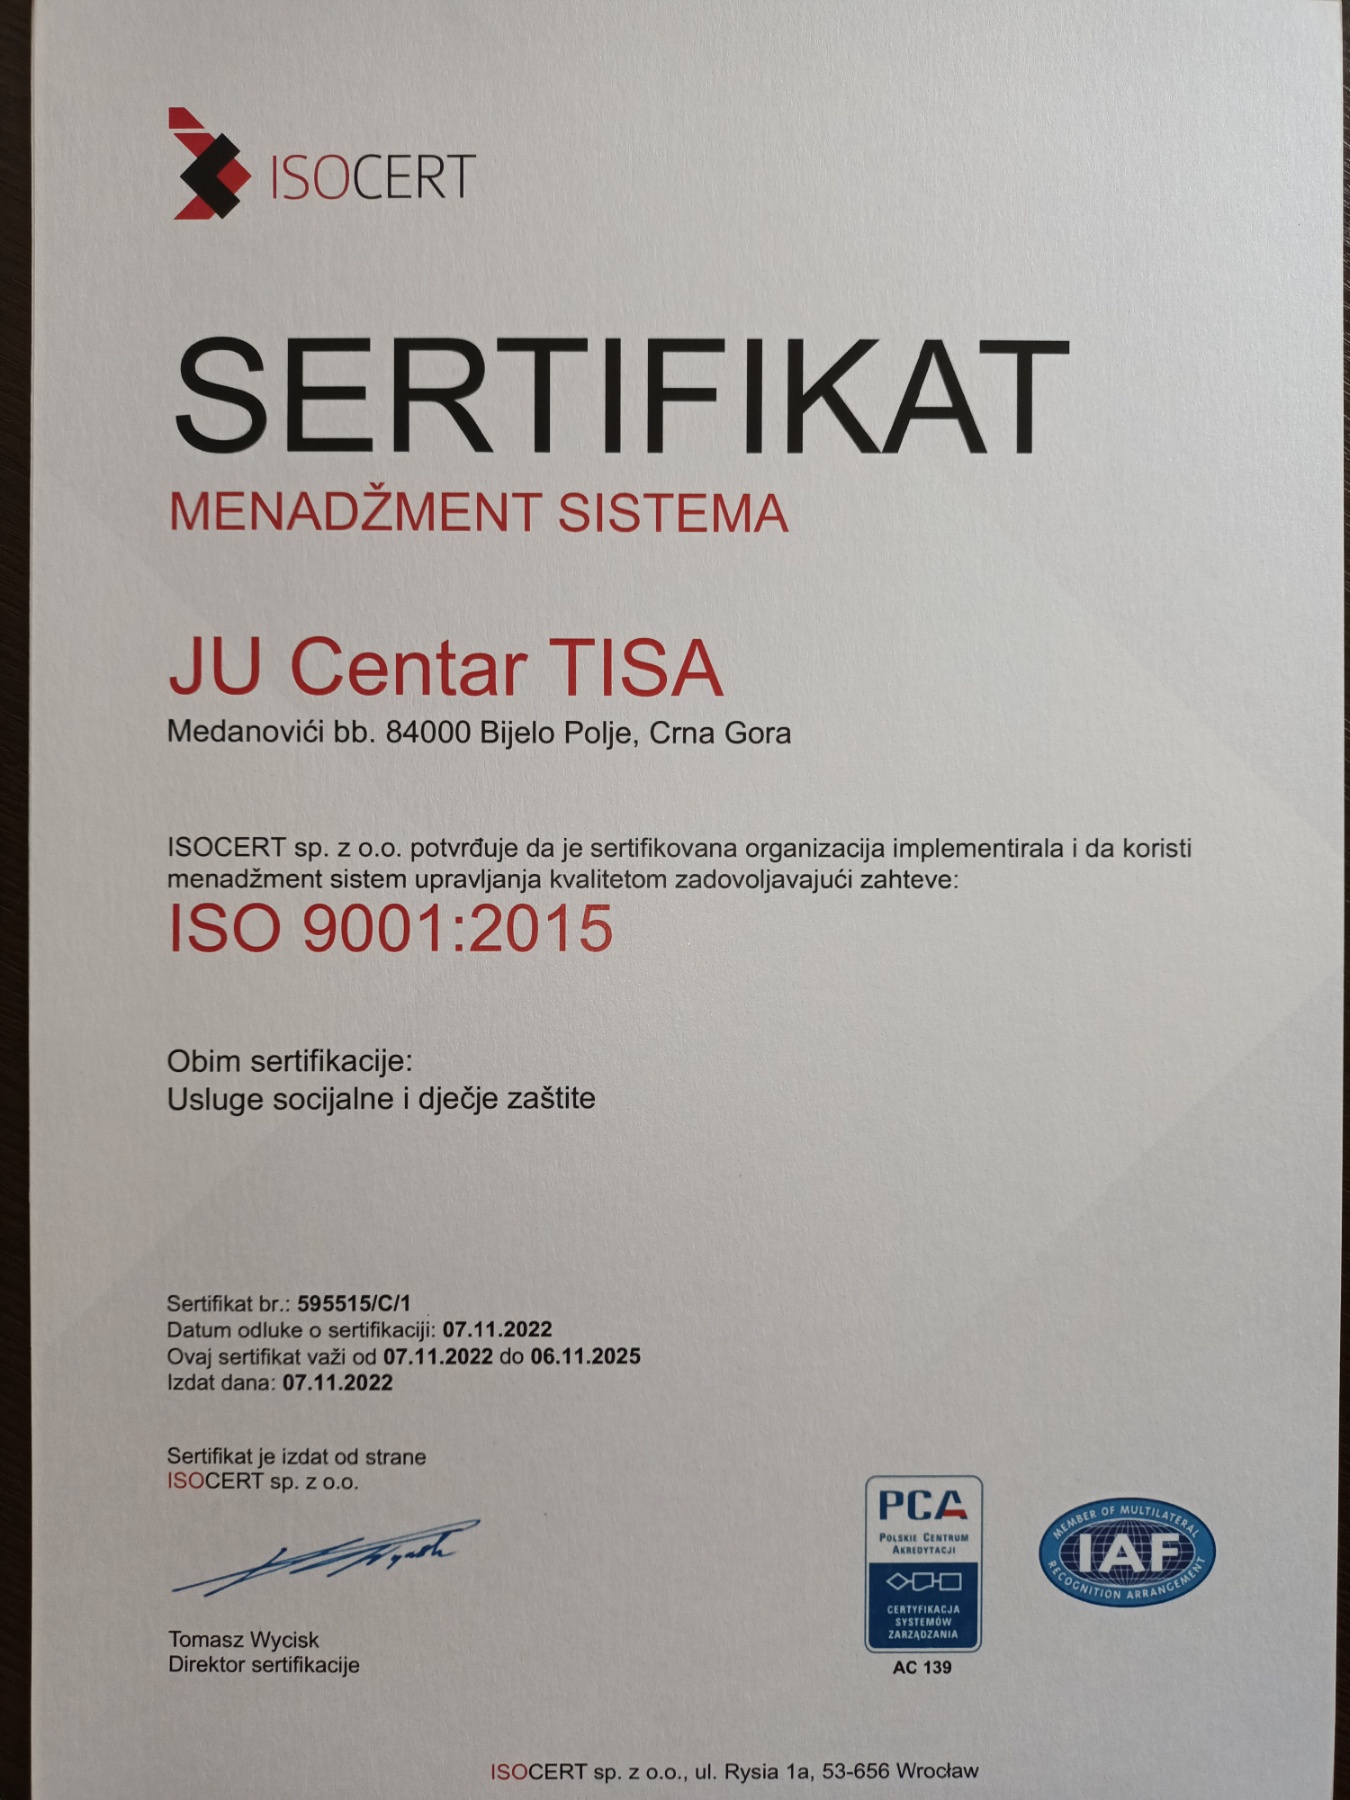 ISOCERT
SERTIFIKAT
MENADŽMENT SISTEMA
JU Centar TISA
Medanovići bb. 84000 Bijelo Polje, Crna Gora
ISOCERT sp. z o.o. potvrđuje da je sertifikovana organizacija implementirala i da koristi
menadžment sistem upravljanja kvalitetom zadovoljavajući zahteve:
ISO 9001:2015
Obim sertifikacije:
Usluge socijalne i dječje zaštite
Sertifikat br.: 595515/C/1
Datum odluke o sertifikaciji: 07.11.2022
Ovaj sertifikat važi od 07.11.2022 do 06.11.2025
Izdat dana: 07.11.2022
Sertifikat je izdat od strane
ISOCERT sp. z o.o.
Tomasz Wycisk
Direktor sertifikacije
PCA
POLSKIE CENTRUM
AKREDYTACJI
CERTYFIKACJA
SYSTEMÓW
ZARZĄDZANIA
AC 139
MEMBER OF MULTILATERAL
IAF
RECOGNITION ARRANGEMENT
ISOCERT sp. z o.o., ul. Rysia 1a, 53-656 Wrocław